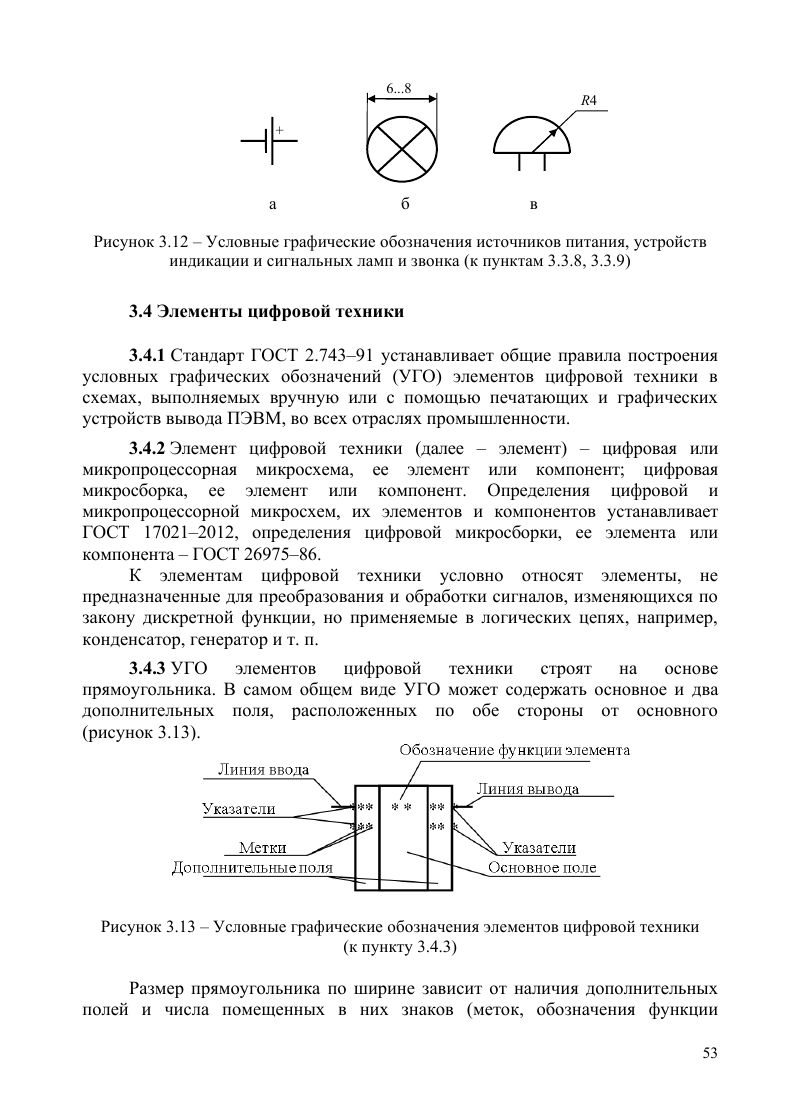 6...8
R4
+
а б в
Рисунок 3.12 – Условные графические обозначения источников питания, устройств
индикации и сигнальных ламп и звонка (к пунктам 3.3.8, 3.3.9)
3.4 Элементы цифровой техники
3.4.1 Стандарт ГОСТ 2.743–91 устанавливает общие правила построения
условных графических обозначений (УГО) элементов цифровой техники в
схемах, выполняемых вручную или с помощью печатающих и графических
устройств вывода ПЭВМ, во всех отраслях промышленности.
3.4.2 Элемент цифровой техники (далее – элемент) – цифровая или
микропроцессорная микросхема, ее элемент или компонент; цифровая
микросборка, ее элемент или компонент. Определения цифровой и
микропроцессорной микросхем, их элементов и компонентов устанавливает
ГОСТ 17021–2012, определения цифровой микросборки, ее элемента или
компонента – ГОСТ 26975–86.
К элементам цифровой техники условно относят элементы, не
предназначенные для преобразования и обработки сигналов, изменяющихся по
закону дискретной функции, но применяемые в логических цепях, например,
конденсатор, генератор и т. п.
3.4.3 УГО элементов цифровой техники строят на основе
прямоугольника. В самом общем виде УГО может содержать основное и два
дополнительных поля, расположенных по обе стороны от основного
(рисунок 3.13).
Обозначение функции элемента
Линия ввода
Линия вывода
Указатели
*** ** ** *
*** ** *
Метки
Указатели
Дополнительные поля
Основное поле
Рисунок 3.13 – Условные графические обозначения элементов цифровой техники
(к пункту 3.4.3)
Размер прямоугольника по ширине зависит от наличия дополнительных
полей и числа помещенных в них знаков (меток, обозначения функции
53